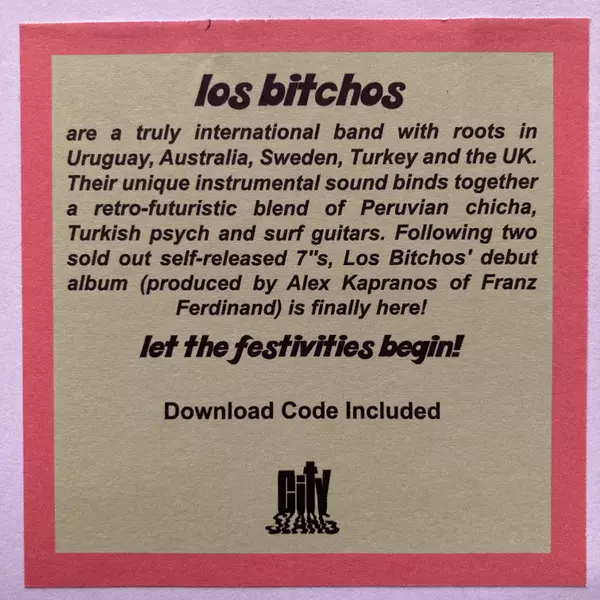 los bitchos
are a truly international band with roots in
Uruguay, Australia, Sweden, Turkey and the UK.
Their unique instrumental sound binds together
a retro-futuristic blend of Peruvian chicha,
Turkish psych and surf guitars. Following two
sold out self-released 7"s, Los Bitchos' debut
album (produced by Alex Kapranos of Franz
Ferdinand) is finally here!
let the festivities begin!
Download Code Included
City
SLANG